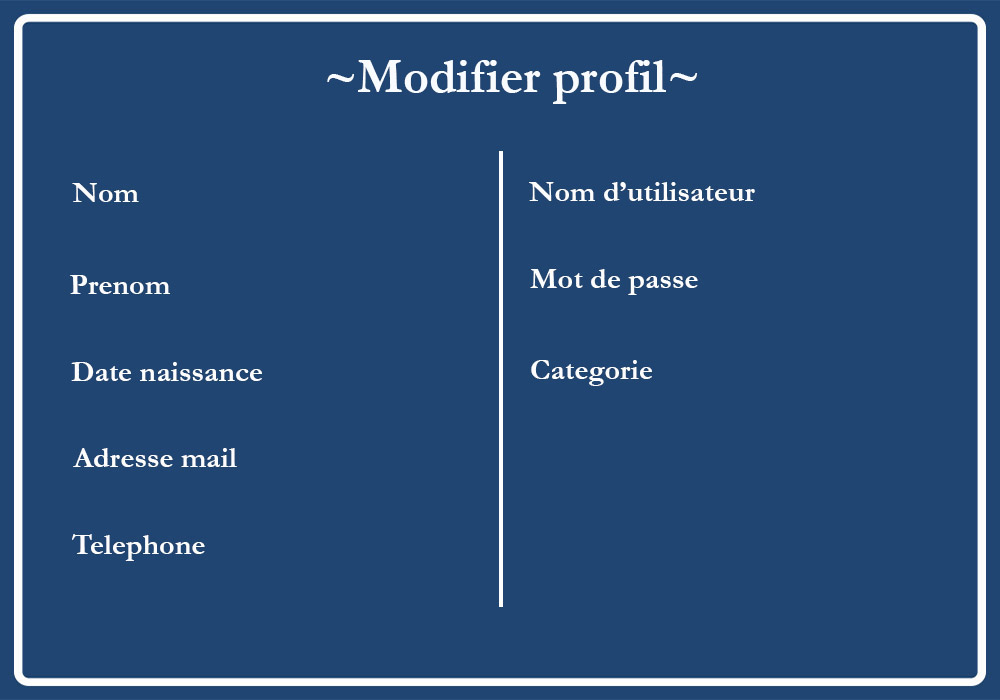 ~Modifier profil~
Nom
Prenom
Date naissance
Adresse mail
Telephone
Nom d’utilisateur
Mot de passe
Categorie